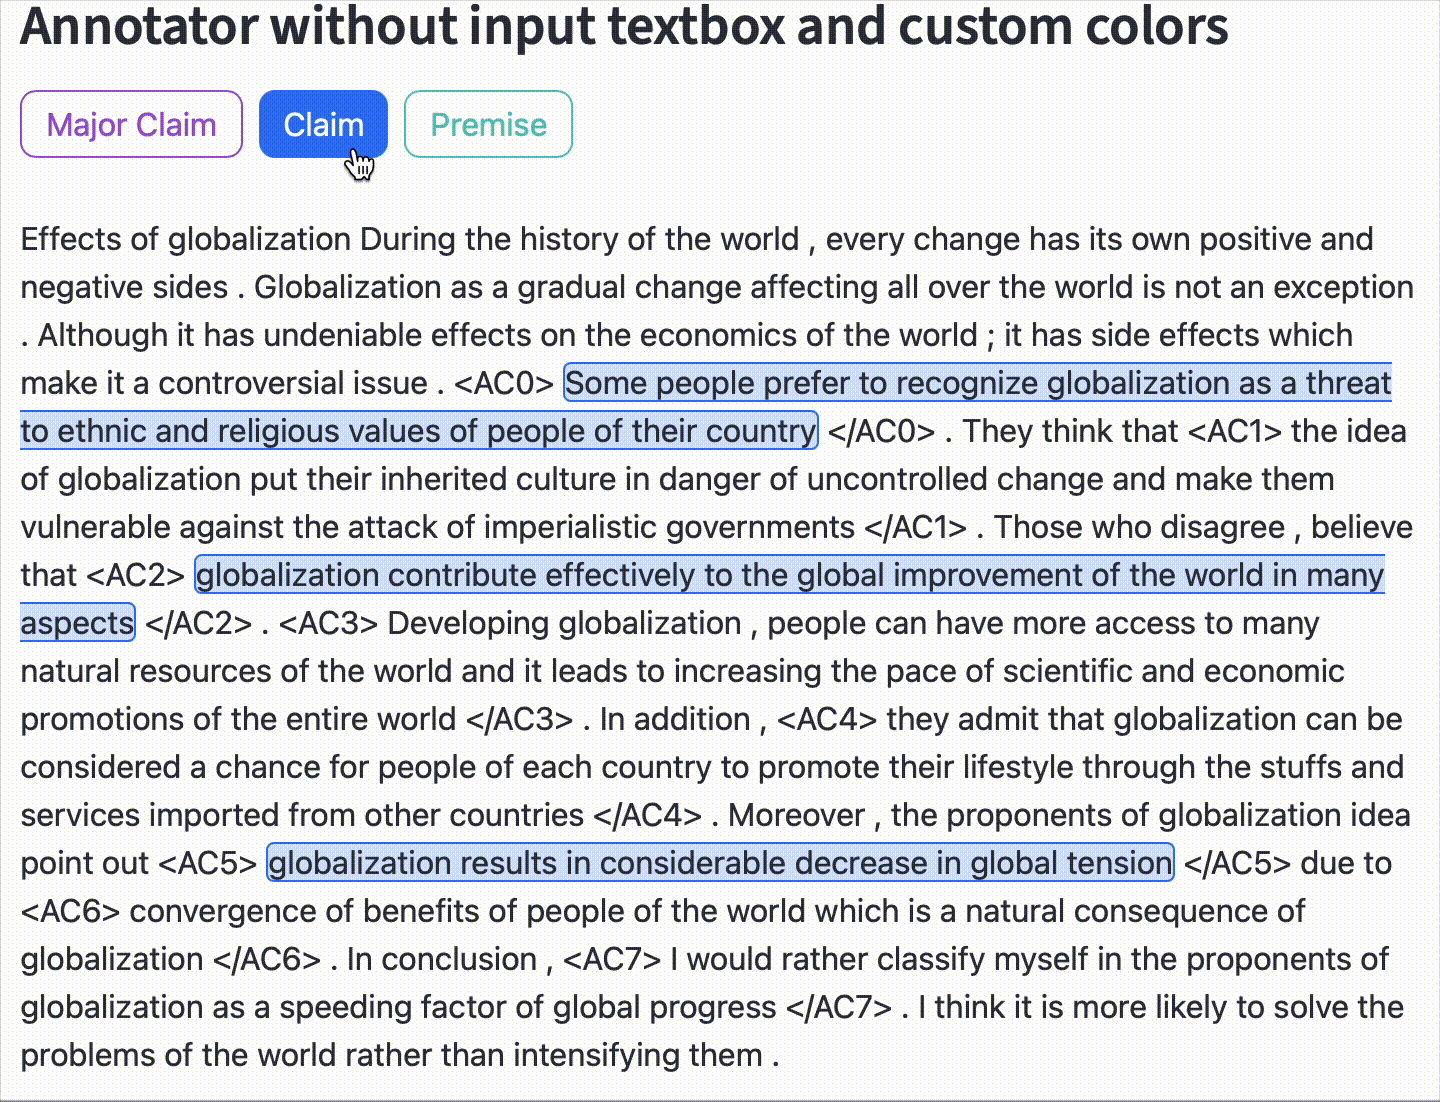 Annotator without input textbox and custom colors
Major Claim Claim Premise
Effects of globalization During the history of the world , every change has its own positive and
negative sides . Globalization as a gradual change affecting all over the world is not an exception
. Although it has undeniable effects on the economics of the world ; it has side effects which
make it a controversial issue . <AC0> Some people prefer to recognize globalization as a threat
to ethnic and religious values of people of their country </AC0> . They think that <AC1> the idea
of globalization put their inherited culture in danger of uncontrolled change and make them
vulnerable against the attack of imperialistic governments </AC1> . Those who disagree , believe
that <AC2> globalization contribute effectively to the global improvement of the world in many
aspects </AC2> . <AC3> Developing globalization , people can have more access to many
natural resources of the world and it leads to increasing the pace of scientific and economic
promotions of the entire world </AC3> . In addition , <AC4> they admit that globalization can be
considered a chance for people of each country to promote their lifestyle through the stuffs and
services imported from other countries </AC4> . Moreover , the proponents of globalization idea
point out <AC5> globalization results in considerable decrease in global tension </AC5> due to
<AC6> convergence of benefits of people of the world which is a natural consequence of
globalization </AC6> . In conclusion , <AC7> I would rather classify myself in the proponents of
globalization as a speeding factor of global progress </AC7> . I think it is more likely to solve the
problems of the world rather than intensifying them .